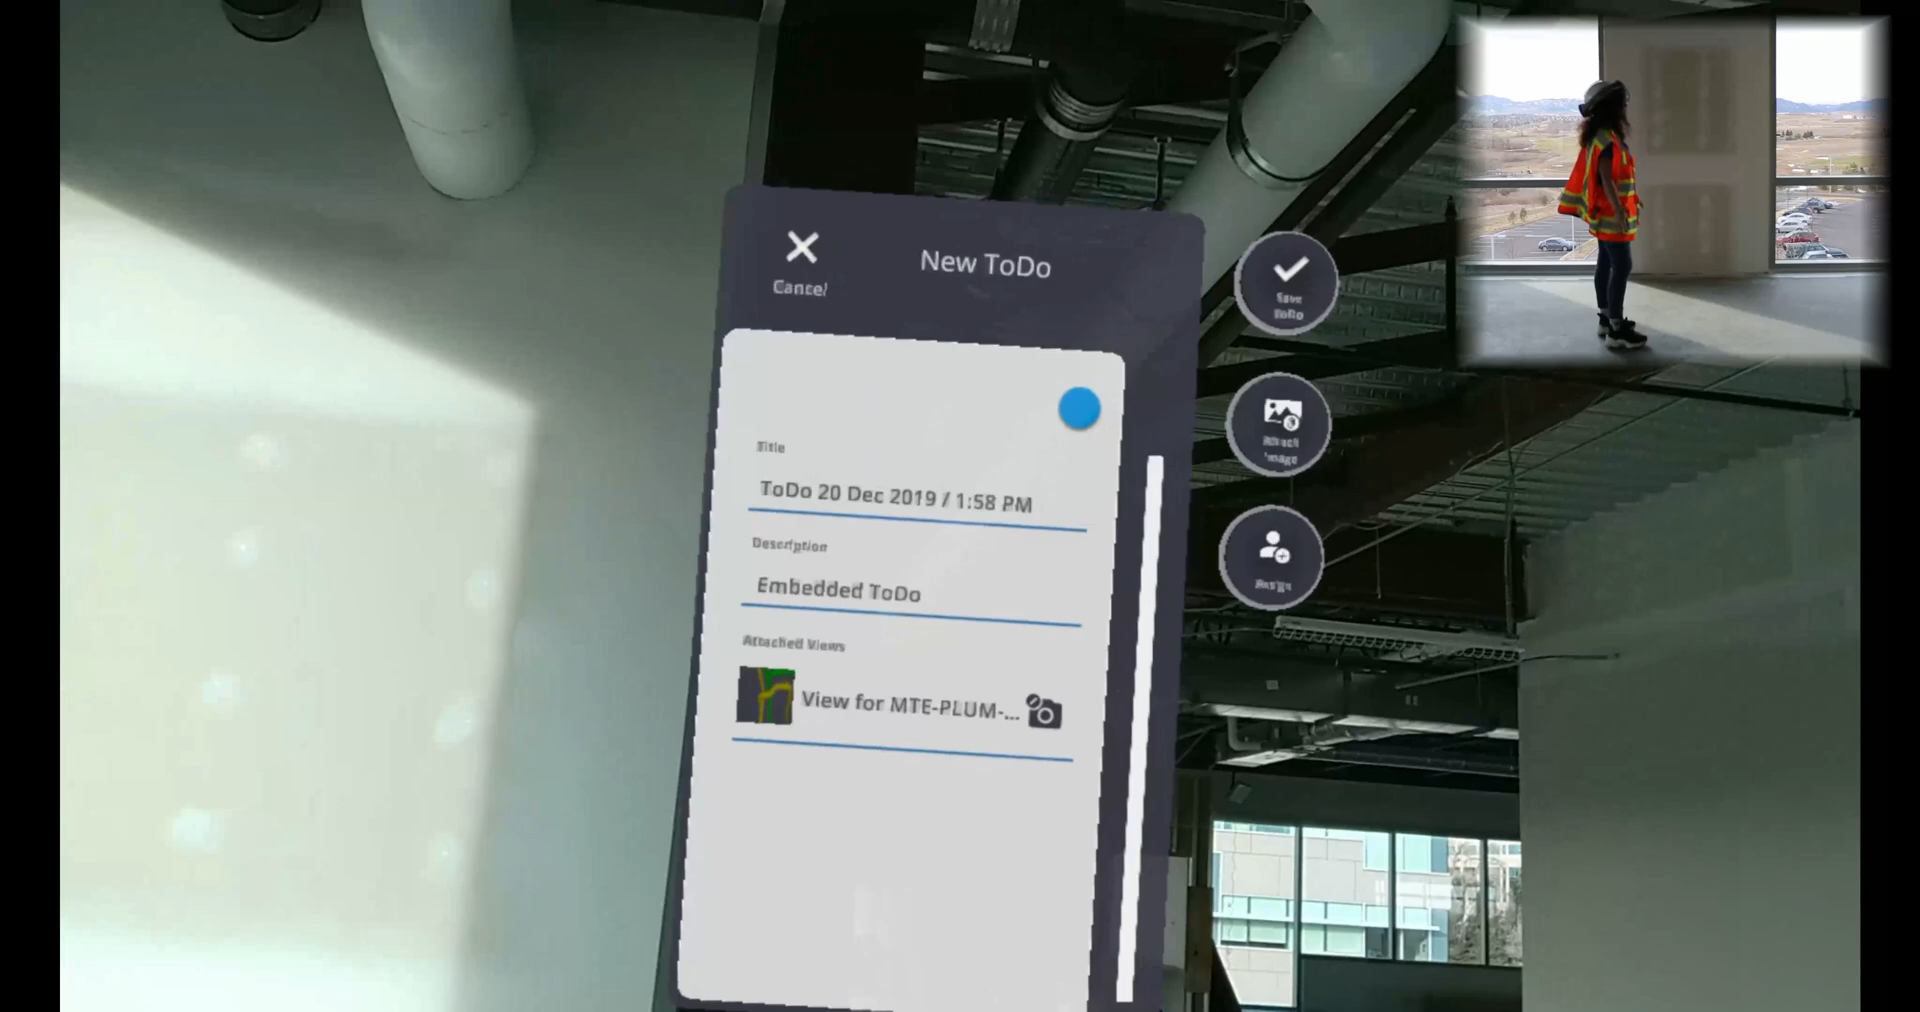 Cancel
New ToDo
Save
ToDo
Title
ToDo 20 Dec 2019 / 1:58 PM
Attach
Image
Description
Assign
Embedded ToDo
Attached Views
View for MTE-PLUM-...